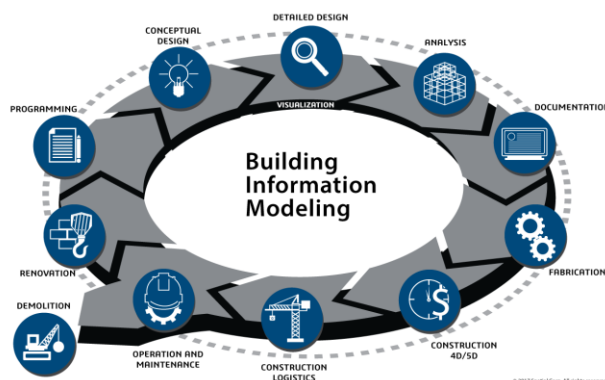 DETAILED DESIGN
CONCEPTUAL
DESIGN
ANALYSIS
PROGRAMMING
VISUALIZATION
DOCUMENTATION
Building
Information
Modeling
RENOVATION
FABRICATION
DEMOLITION
$
OPERATION AND
MAINTENANCE
CONSTRUCTION
LOGISTICS
CONSTRUCTION
4D/5D